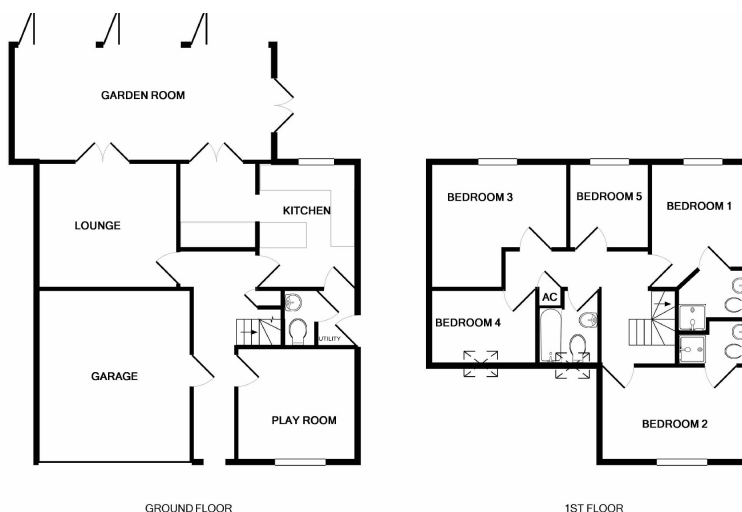 GARDEN ROOM
LOUNGE
KITCHEN
UTILITY
GARAGE
PLAY ROOM
GROUND FLOOR
BEDROOM 3
BEDROOM 5
BEDROOM 1
AC
BEDROOM 4
BEDROOM 2
1ST FLOOR